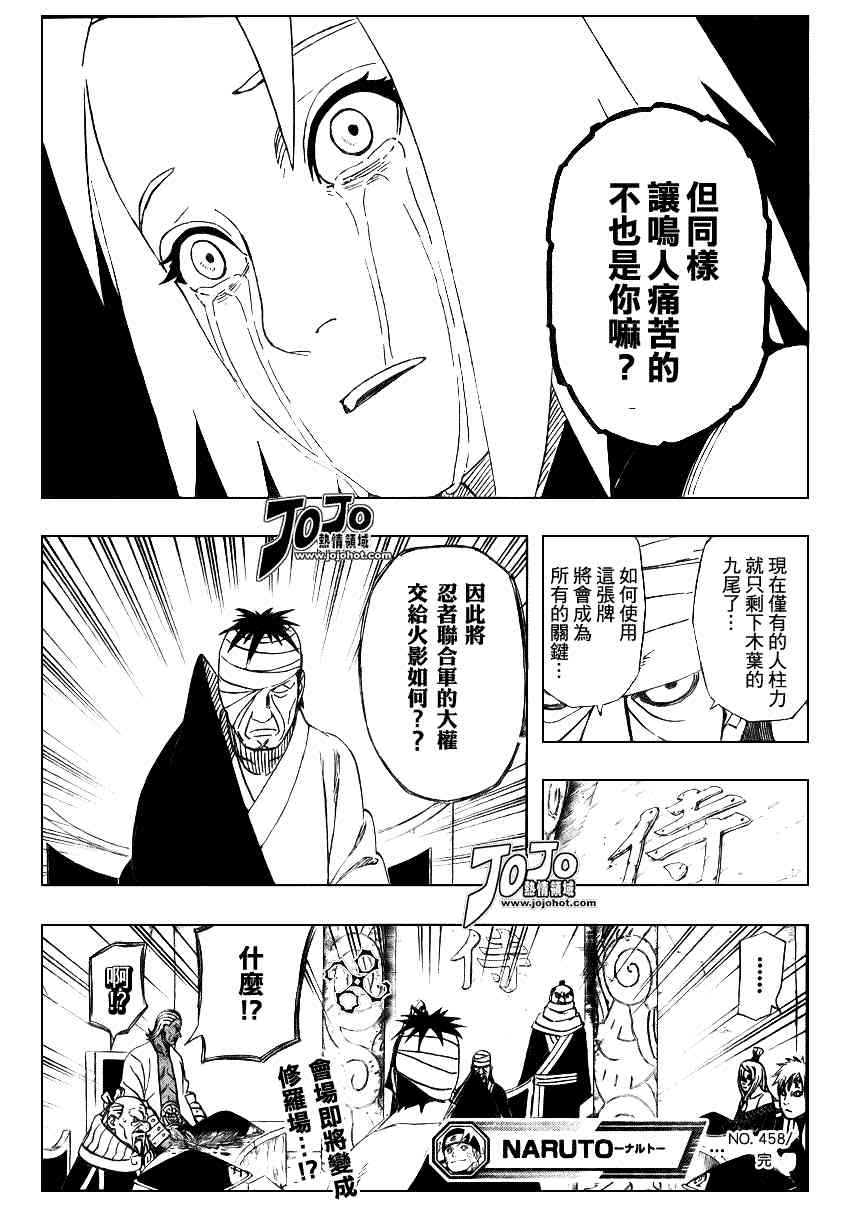 但同樣
讓鳴人痛苦的
不也是你嘛？
JOJO
熱情領域
www.jojohot.com
現在僅有的人柱力
就只剩下木葉的
九尾了…
如何使用
這張牌
將會成為
所有的關鍵…
因此將
忍者聯合軍的大權
交給火影如何？？
侍
JOJO
熱情領域
www.jojohot.com
……
侍
什麼!?
啊!?
會場即將變成
修羅場…!?
NARUTO―ナルト―
NO. 458/
完
…